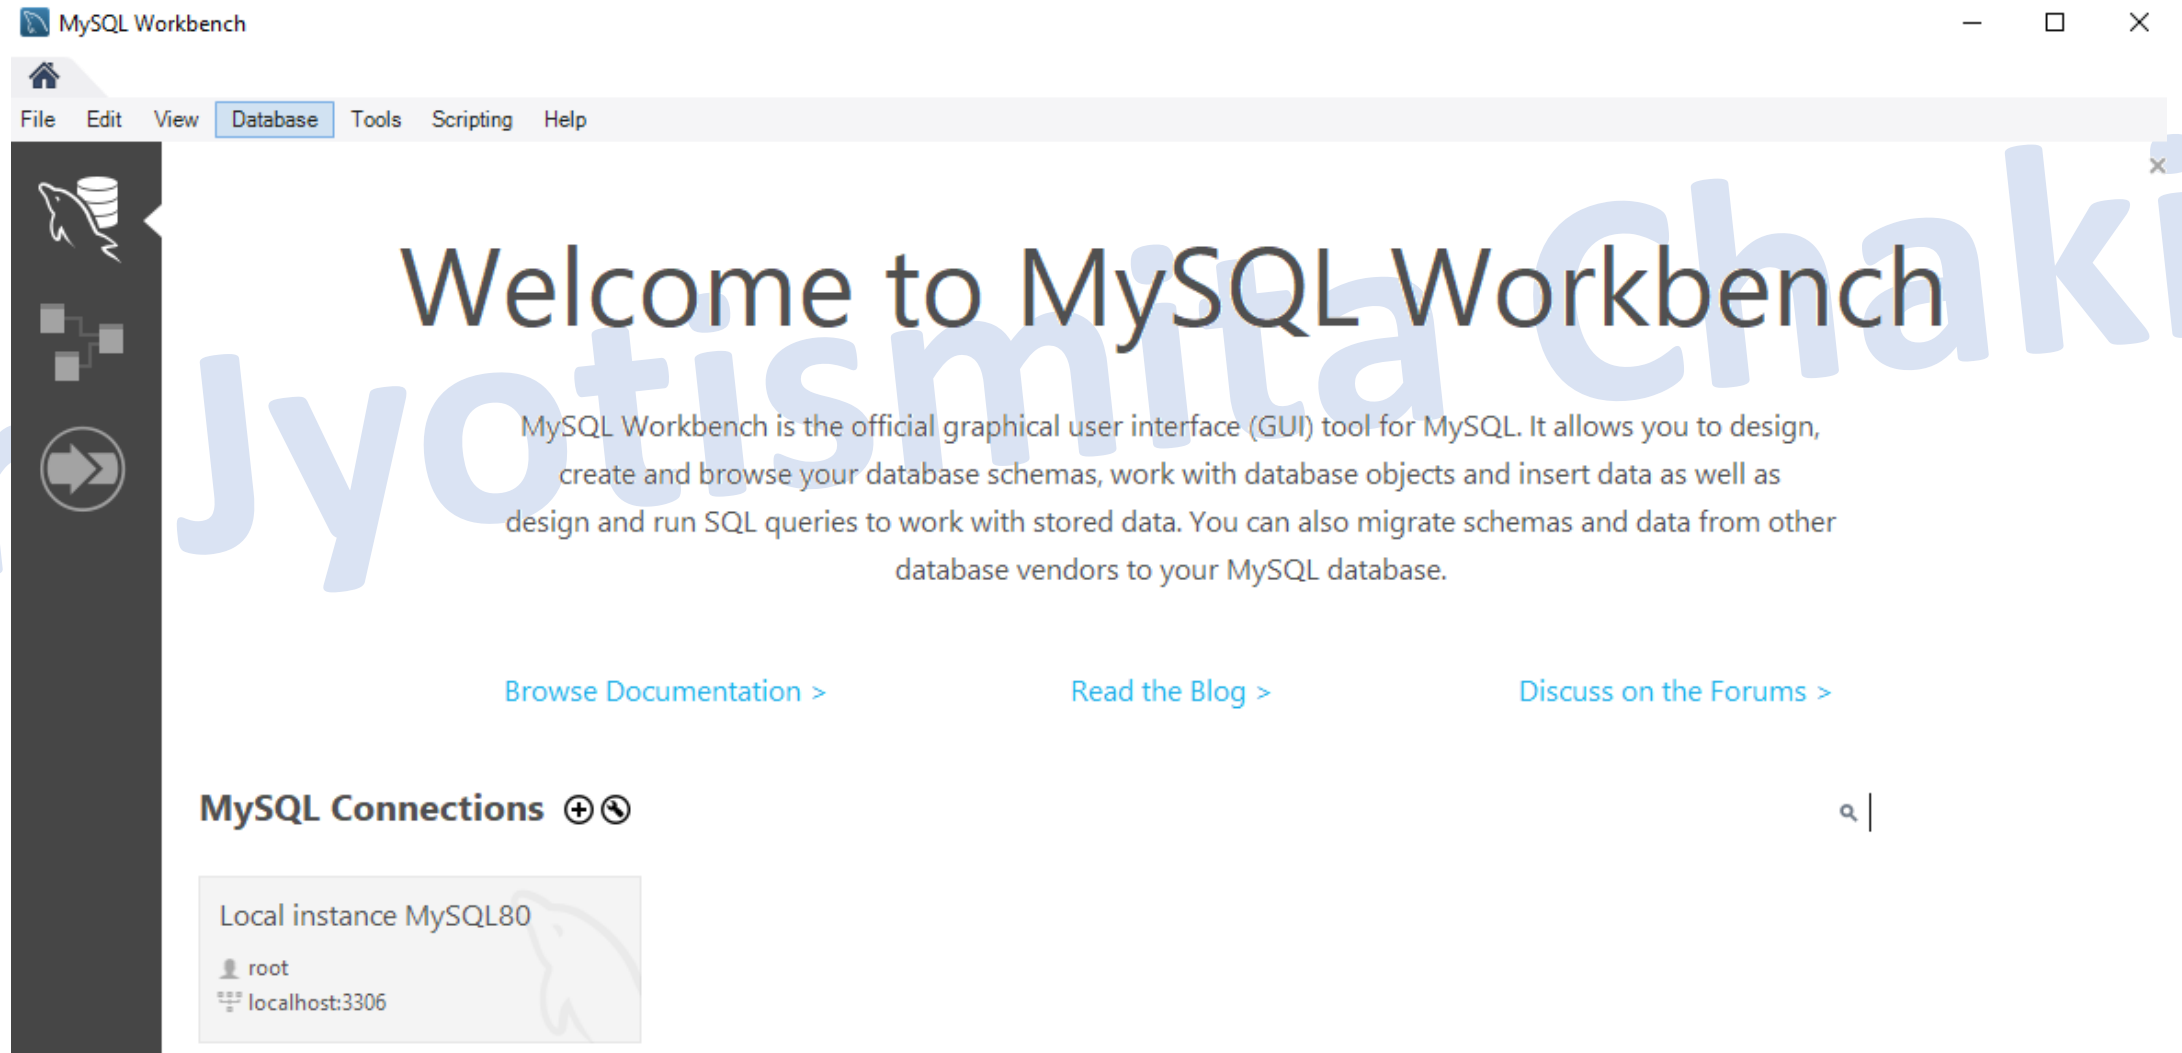 MySQL Workbench
File Edit View Database Tools Scripting Help
Welcome to MySQL Workbench
MySQL Workbench is the official graphical user interface (GUI) tool for MySQL. It allows you to design,
create and browse your database schemas, work with database objects and insert data as well as
design and run SQL queries to work with stored data. You can also migrate schemas and data from other
database vendors to your MySQL database.
Browse Documentation > Read the Blog > Discuss on the Forums >
MySQL Connections
Local instance MySQL80
root
localhost:3306
Jyotismita Chaki